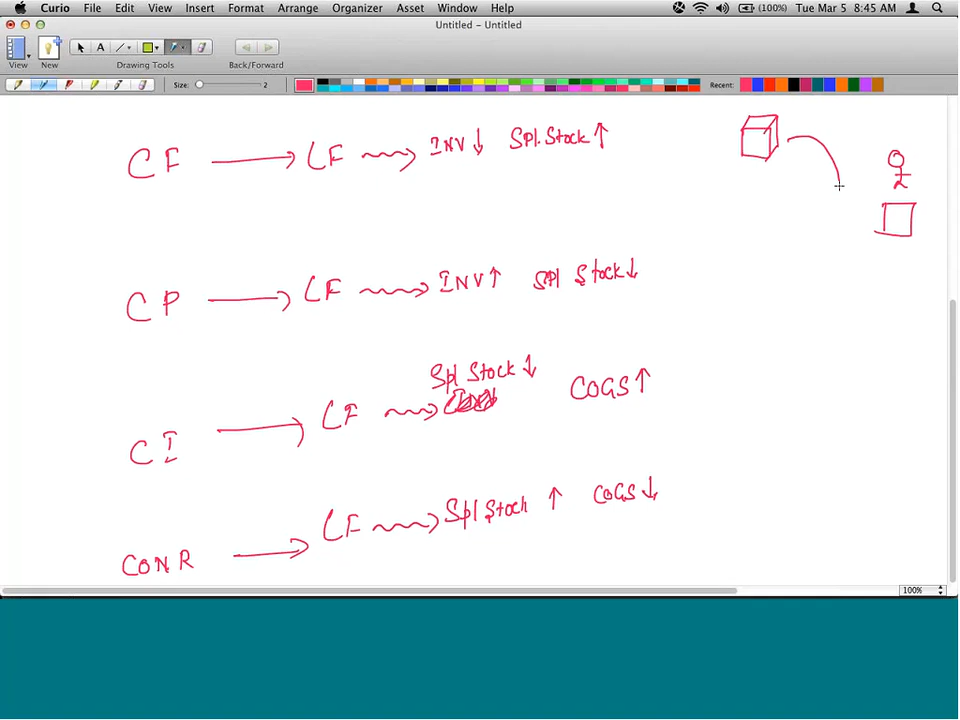 Curio File Edit View Insert Format Arrange Organizer Asset Window Help (100%) Tue Mar 5 8:45 AM
Untitled - Untitled
View New Drawing Tools Back/Forward
Size: 2 Recent:
CF → LF → INV ↓ Spl. Stock ↑
CP → LF → INV ↑ Spl Stock ↓
Spl Stock ↓
CI → LF → COGS ↑
CONR → LF → Spl Stock ↑ COGS ↓
100%